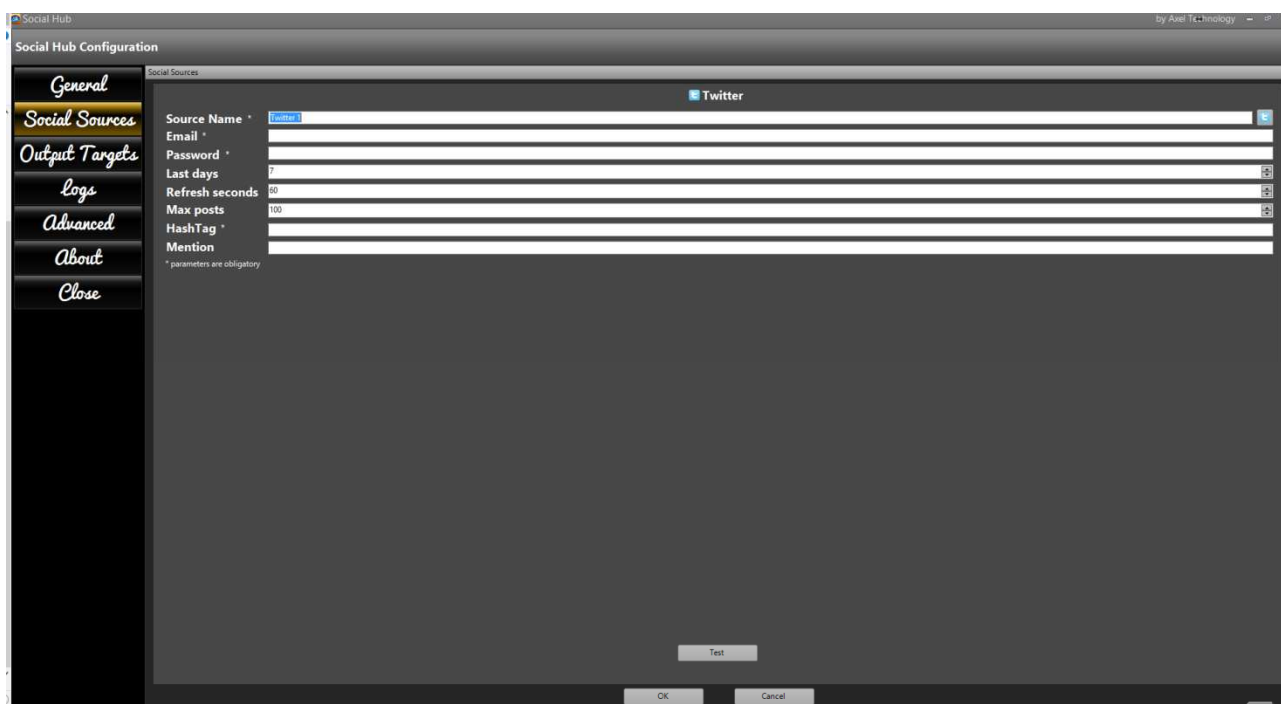 Social Hub
by Axel Technology
Social Hub Configuration
General
Social Sources
Output Targets
Logs
Advanced
About
Close
Social Sources
Twitter
Source Name * Twitter 1
Email *
Password *
Last days 7
Refresh seconds 60
Max posts 100
HashTag *
Mention
* parameters are obligatory
Test
OK Cancel